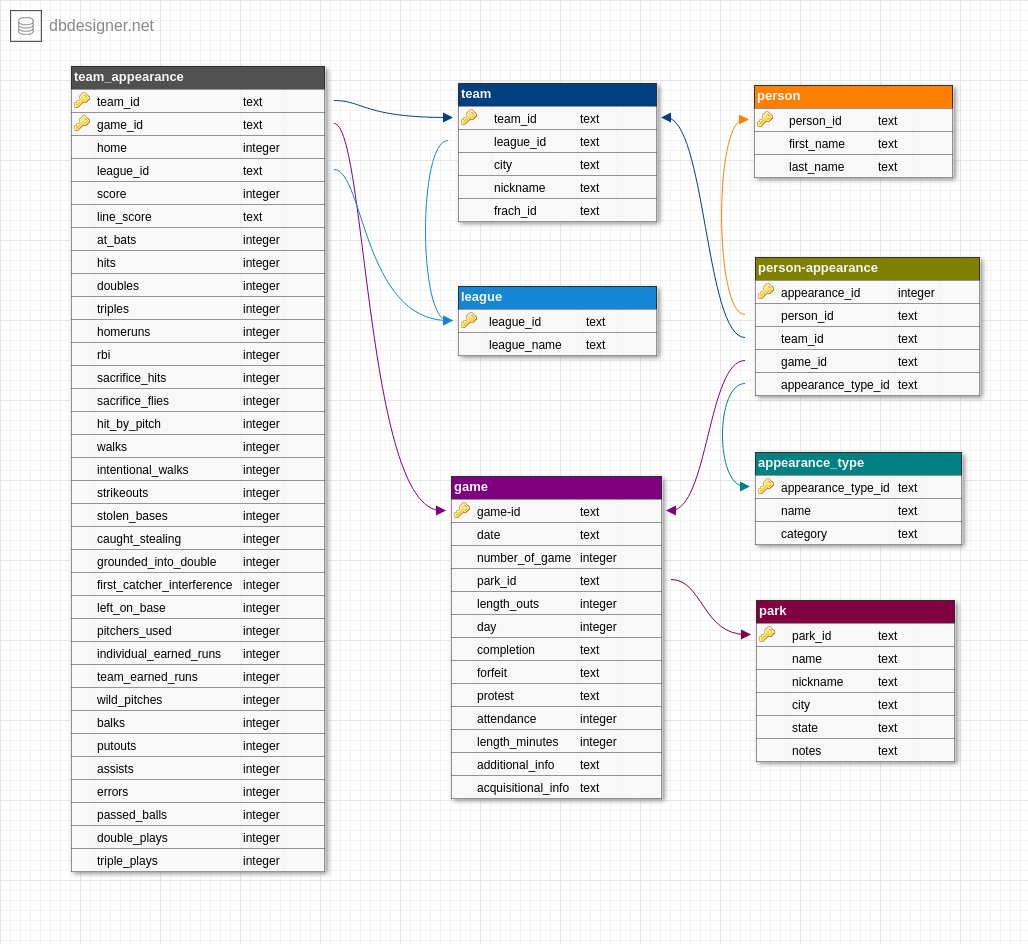 dbdesigner.net
team_appearance
team_id text
game_id text
home integer
league_id text
score integer
line_score text
at_bats integer
hits integer
doubles integer
triples integer
homeruns integer
rbi integer
sacrifice_hits integer
sacrifice_flies integer
hit_by_pitch integer
walks integer
intentional_walks integer
strikeouts integer
stolen_bases integer
caught_stealing integer
grounded_into_double integer
first_catcher_interference integer
left_on_base integer
pitchers_used integer
individual_earned_runs integer
team_earned_runs integer
wild_pitches integer
balks integer
putouts integer
assists integer
errors integer
passed_balls integer
double_plays integer
triple_plays integer
team
team_id text
league_id text
city text
nickname text
frach_id text
league
league_id text
league_name text
game
game-id text
date text
number_of_game integer
park_id text
length_outs integer
day integer
completion text
forfeit text
protest text
attendance integer
length_minutes integer
additional_info text
acquisitional_info text
person
person_id text
first_name text
last_name text
person-appearance
appearance_id integer
person_id text
team_id text
game_id text
appearance_type_id text
appearance_type
appearance_type_id text
name text
category text
park
park_id text
name text
nickname text
city text
state text
notes text